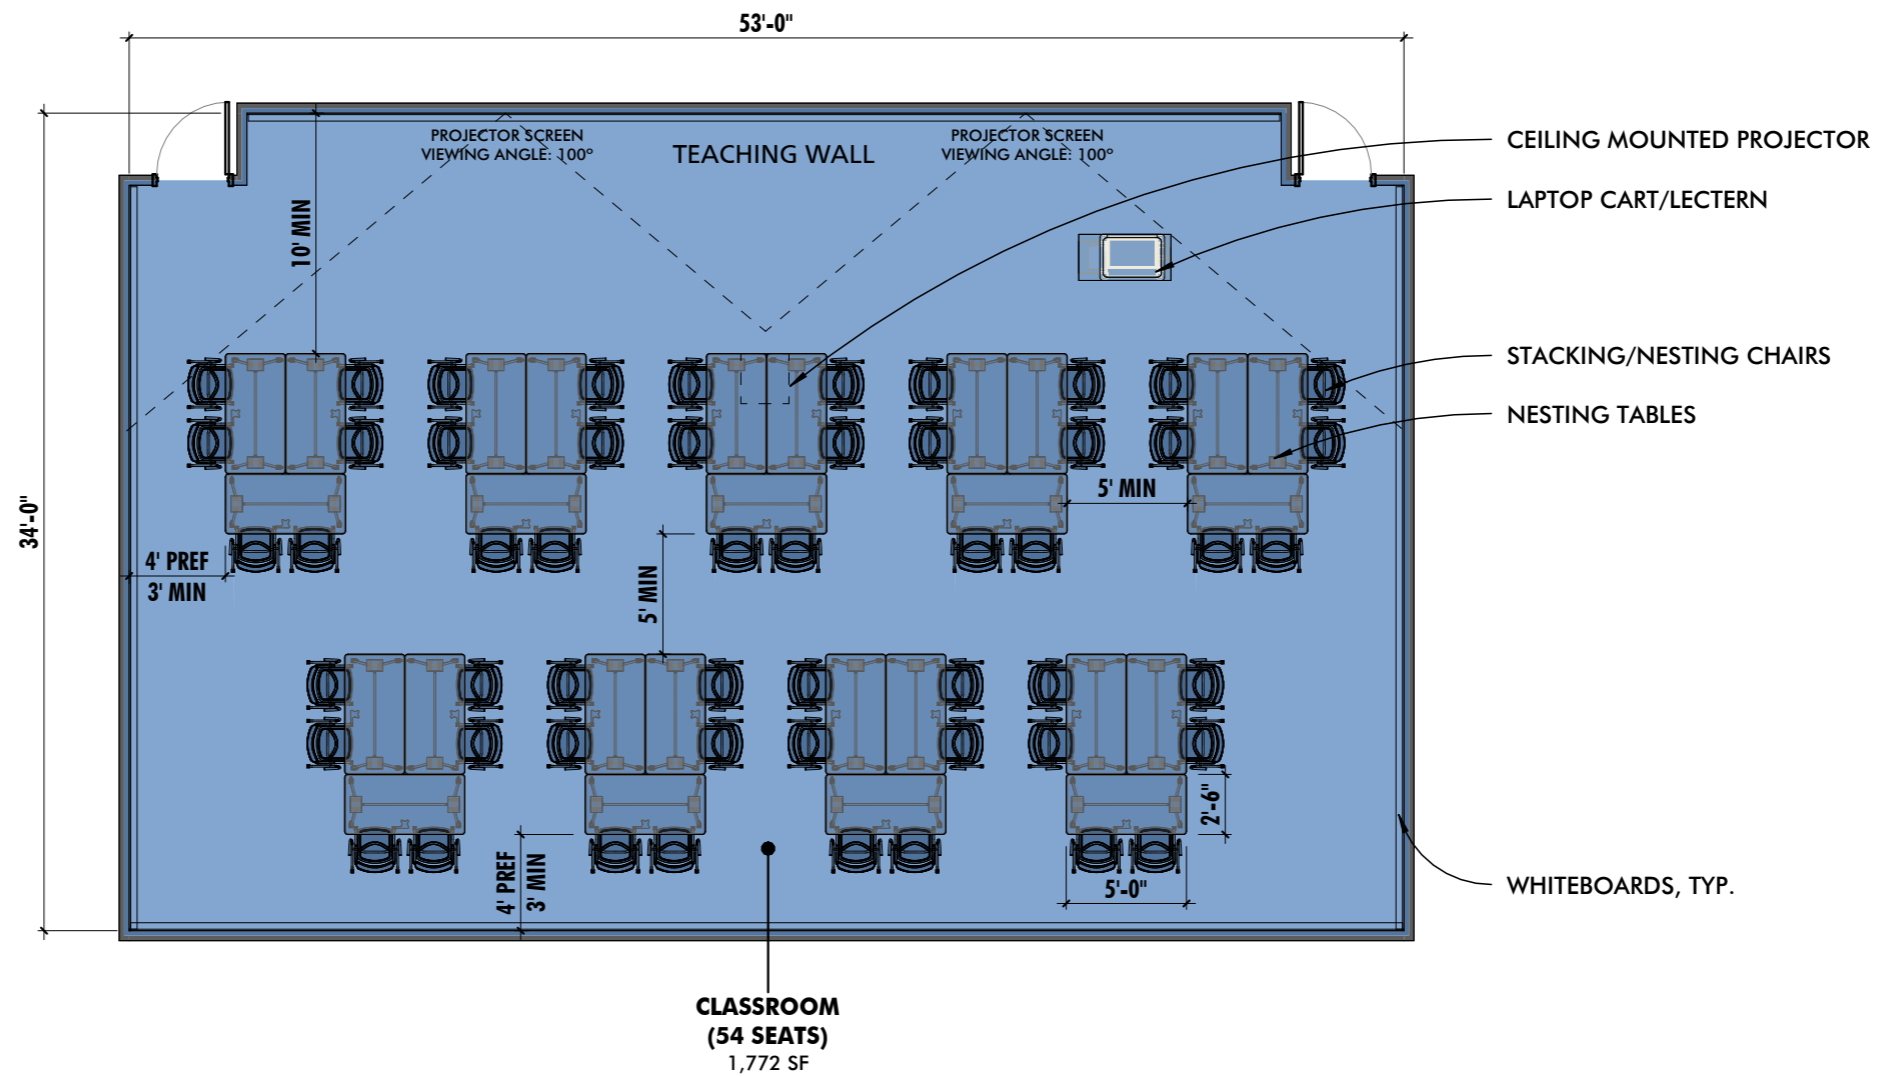 53'-0"
PROJECTOR SCREEN
VIEWING ANGLE: 100º
TEACHING WALL
PROJECTOR SCREEN
VIEWING ANGLE: 100º
CEILING MOUNTED PROJECTOR
LAPTOP CART/LECTERN
10' MIN
STACKING/NESTING CHAIRS
NESTING TABLES
34'-0"
5' MIN
4' PREF
3' MIN
5' MIN
2'-6"
4' PREF
3' MIN
5'-0"
WHITEBOARDS, TYP.
CLASSROOM
(54 SEATS)
1,772 SF